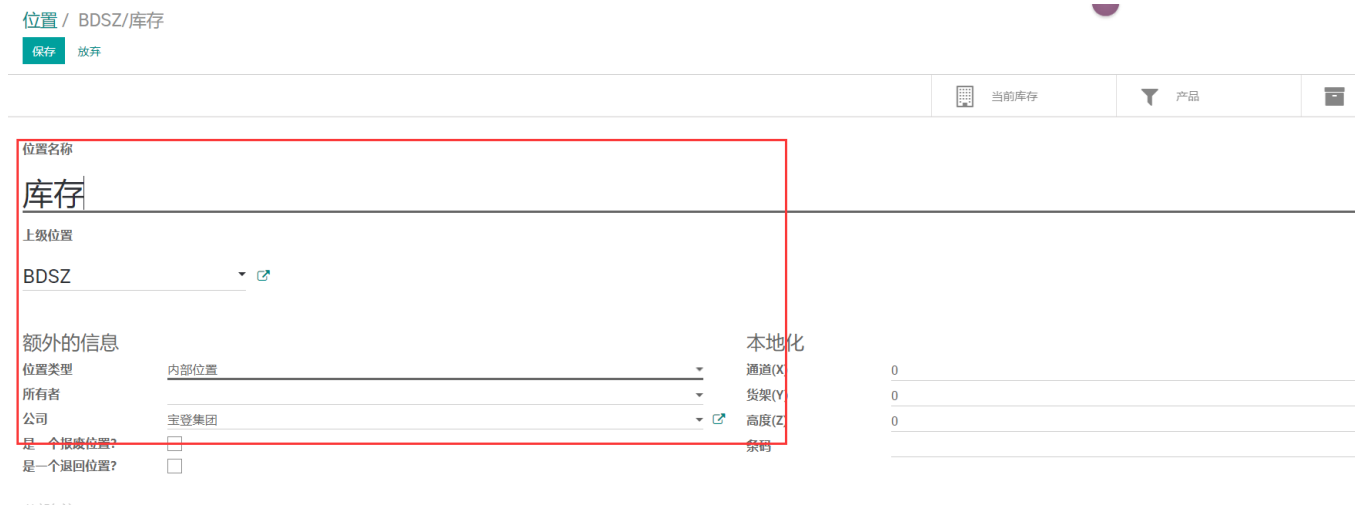 位置 / BDSZ/库存
保存 放弃
当前库存 产品
位置名称
库存
上级位置
BDSZ
额外的信息 本地化
位置类型 内部位置 通道(X) 0
所有者 货架(Y) 0
公司 宝登集团 高度(Z) 0
是一个报废位置? 条码
是一个退回位置?